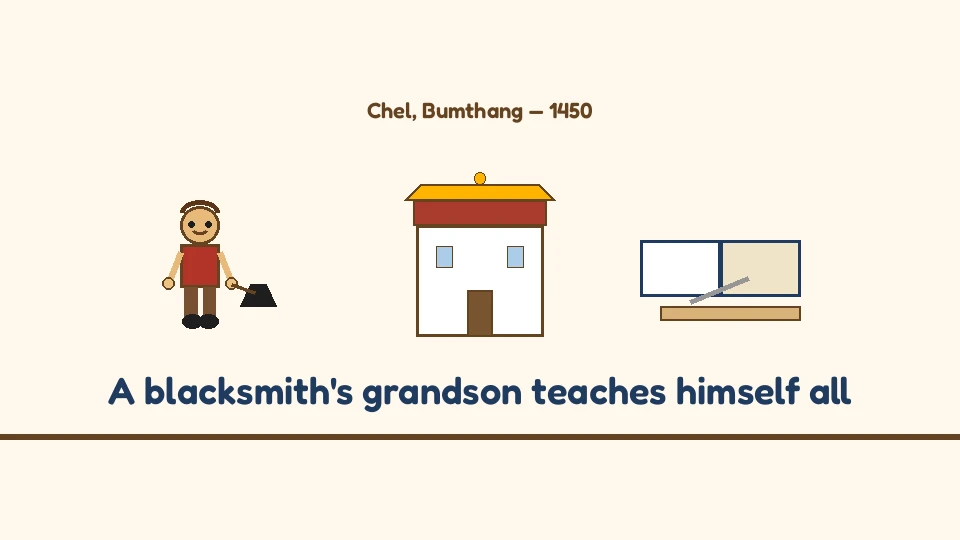 Chel, Bumthang — 1450
A blacksmith's grandson teaches himself all